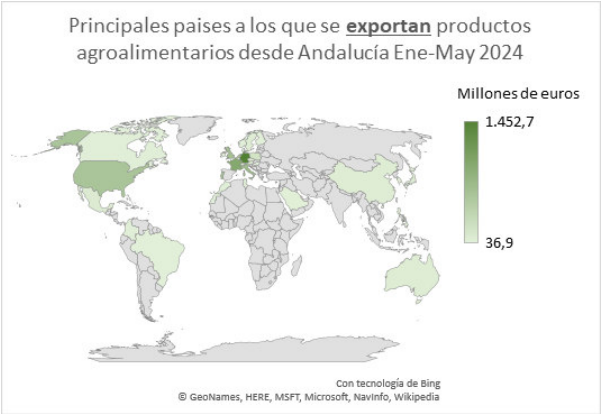 Principales paises a los que se exportan productos
agroalimentarios desde Andalucía Ene-May 2024
Millones de euros
1.452,7
36,9
Con tecnología de Bing
© GeoNames, HERE, MSFT, Microsoft, NavInfo, Wikipedia